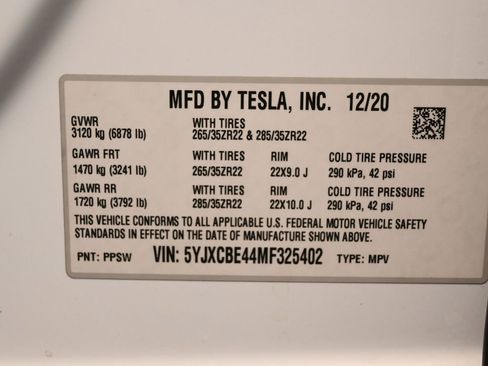 MFD BY TESLA, INC. 12/20
GVWR WITH TIRES
3120 kg (6878 lb) 265/35ZR22 & 285/35ZR22
GAWR FRT WITH TIRES RIM COLD TIRE PRESSURE
1470 kg (3241 lb) 265/35ZR22 22X9.0 J 290 kPa, 42 psi
GAWR RR WITH TIRES RIM COLD TIRE PRESSURE
1720 kg (3792 lb) 285/35ZR22 22X10.0 J 290 kPa, 42 psi
THIS VEHICLE CONFORMS TO ALL APPLICABLE U.S. FEDERAL MOTOR VEHICLE SAFETY
STANDARDS IN EFFECT ON THE DATE OF MANUFACTURE SHOWN ABOVE.
PNT: PPSW VIN: 5YJXCBE44MF325402 TYPE: MPV